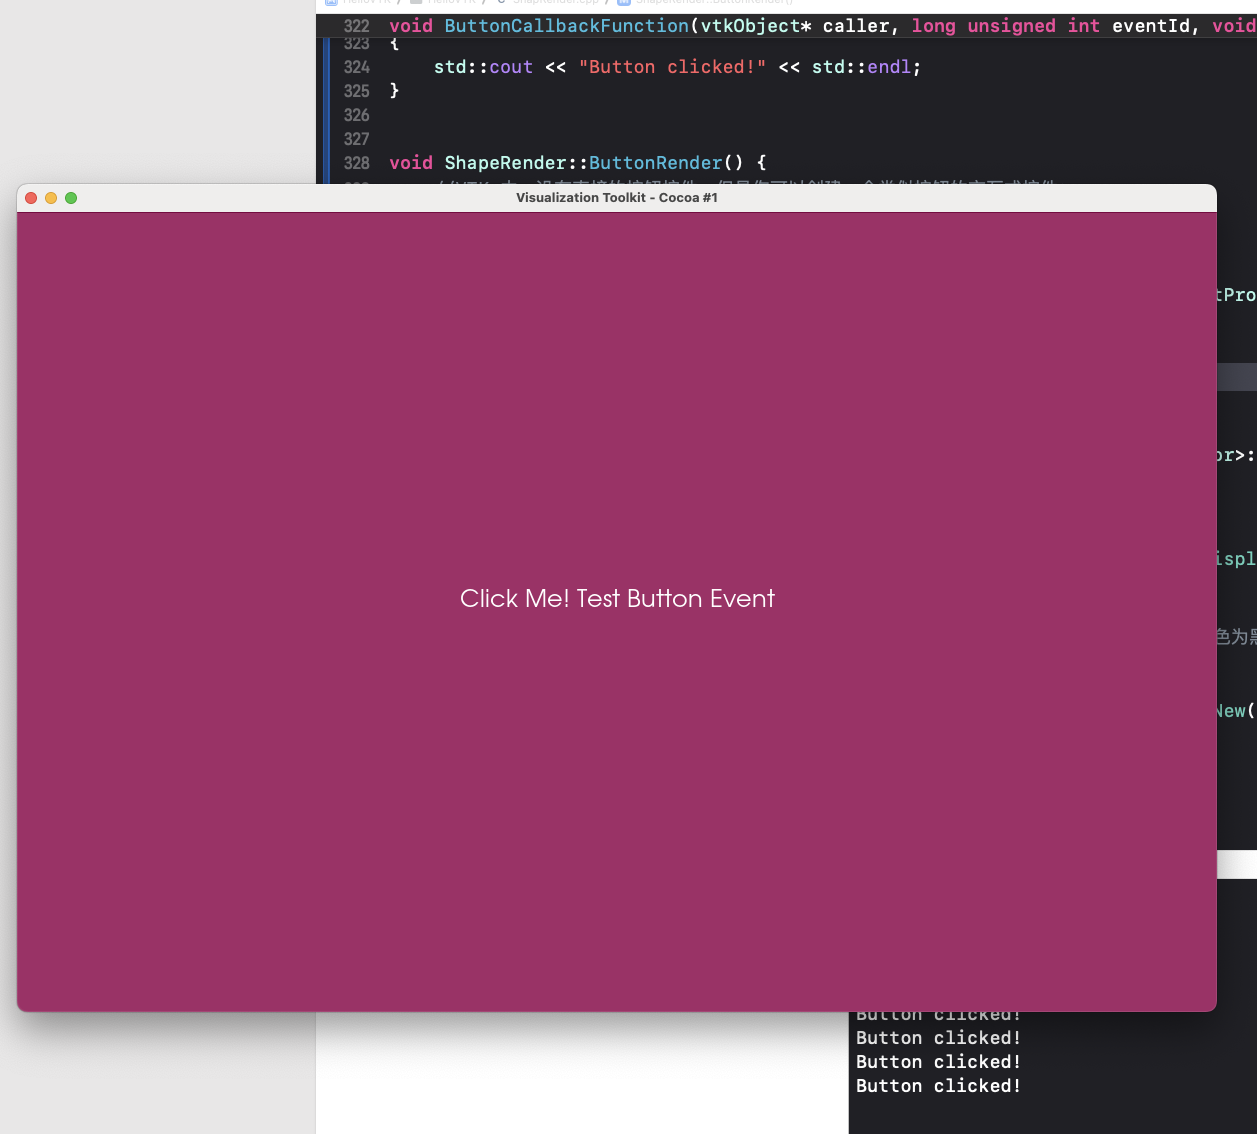 322 void ButtonCallbackFunction(vtkObject* caller, long unsigned int eventId, void
323 {
324 std::cout << "Button clicked!" << std::endl;
325 }
326
327
328 void ShapeRender::ButtonRender() {
Visualization Toolkit - Cocoa #1
tPro
or>:
Click Me! Test Button Event
ispl
色为黑
New(
Button clicked!
Button clicked!
Button clicked!
Button clicked!